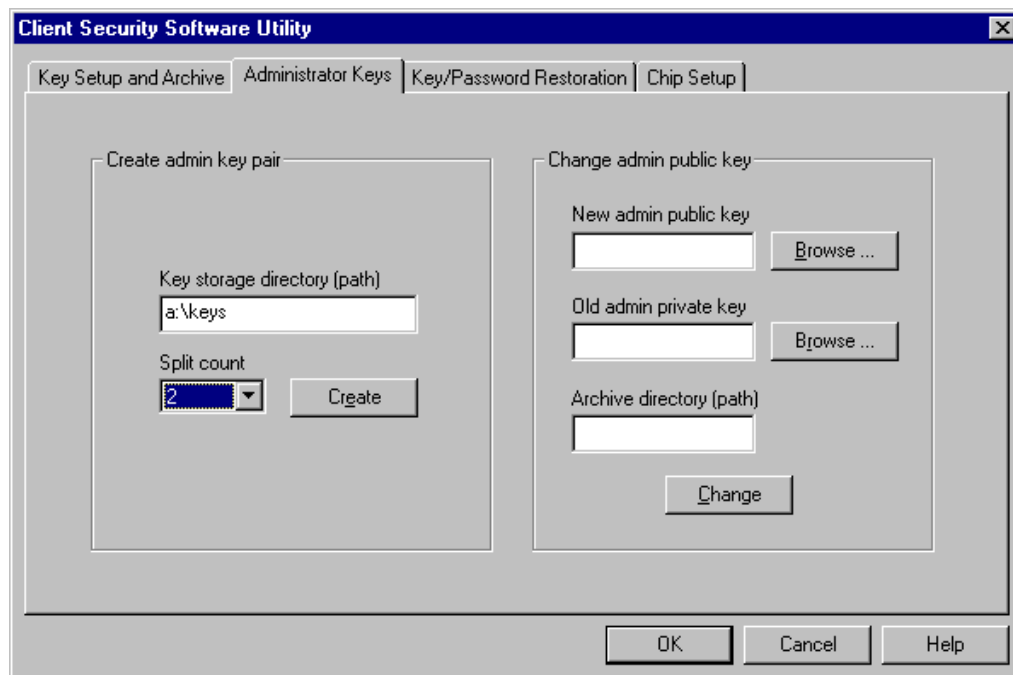 Client Security Software Utility
Key Setup and Archive
Administrator Keys
Key/Password Restoration
Chip Setup
Create admin key pair
Key storage directory (path)
a:\keys
Split count
2
Create
Change admin public key
New admin public key
Browse ...
Old admin private key
Browse ...
Archive directory (path)
Change
OK
Cancel
Help